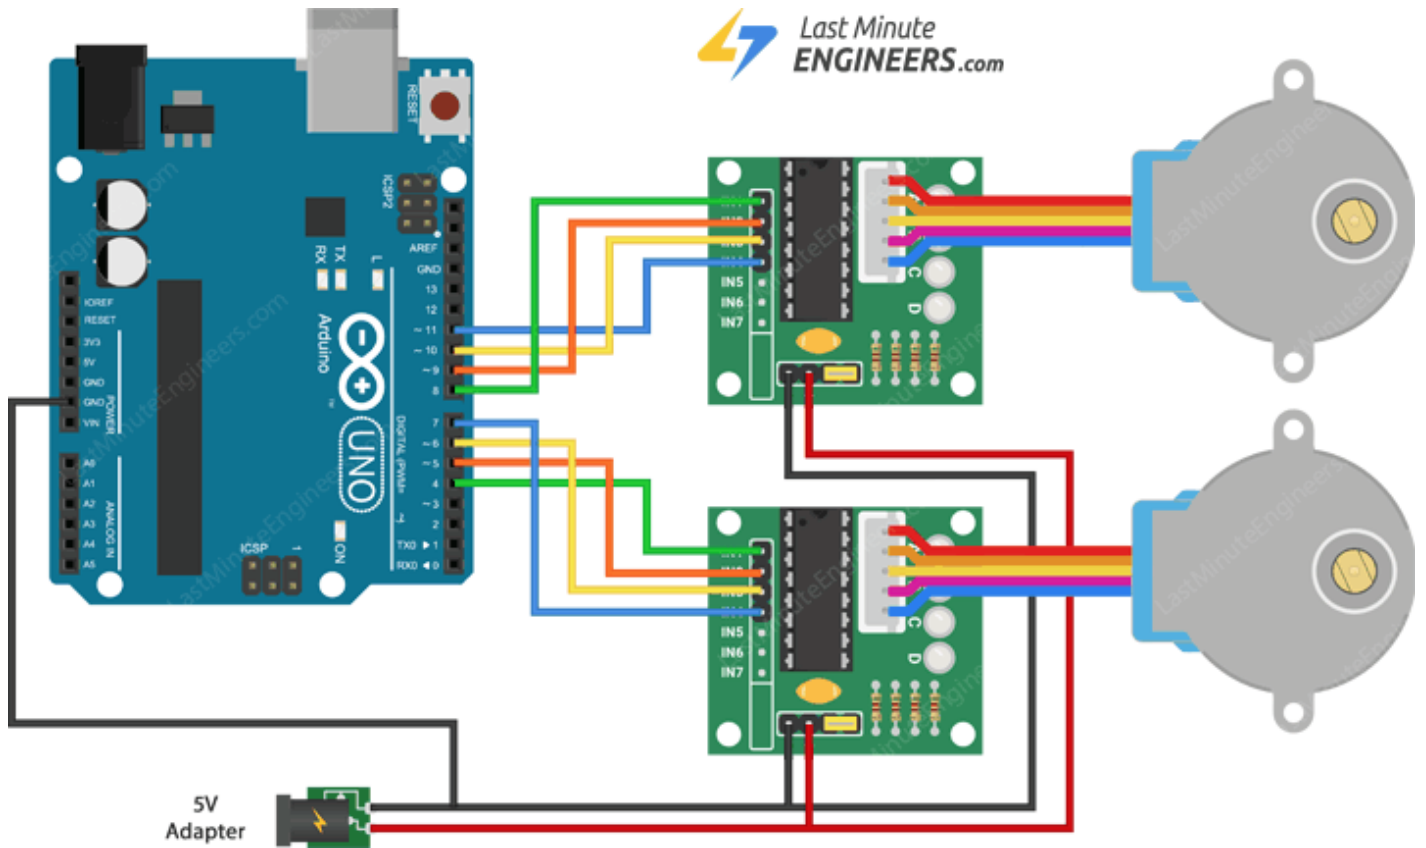 Last Minute
ENGINEERS.com
RESET
ICSP2
AREF
GND
13
12
~ 11
~ 10
~ 9
8
7
~ 6
~ 5
4
~ 3
2
TX0 ▶ 1
RX0 ◀ 0
TX
RX
L
Arduino
™
UNO
DIGITAL (PWM= ~)
ON
ICSP
1
IOREF
RESET
3V3
5V
GND
GND
VIN
POWER
A0
A1
A2
A3
A4
A5
ANALOG IN
IN5
IN6
IN7
C
D
IN5
IN6
IN7
C
D
5V
Adapter